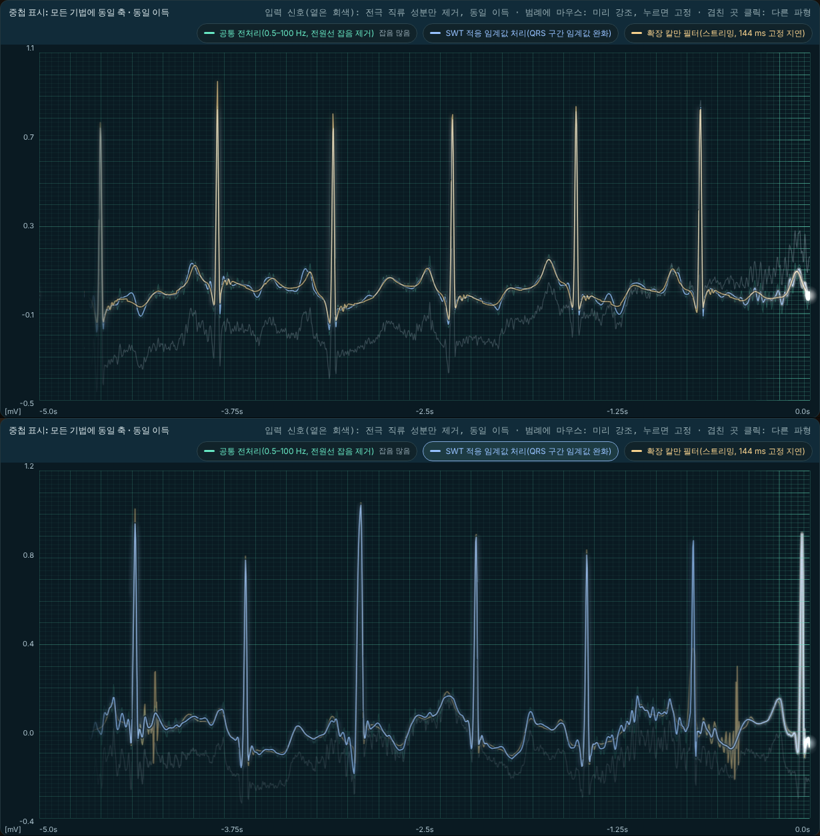 중첩 표시: 모든 기법에 동일 축 · 동일 이득 입력 신호(옅은 회색): 전극 직류 성분만 제거, 동일 이득 · 범례에 마우스: 미리 강조, 누르면 고정 · 겹친 곳 클릭: 다른 파형
공통 전처리(0.5–100 Hz, 전원선 잡음 제거) 잡음 많음 SWT 적응 임계값 처리(QRS 구간 임계값 완화) 확장 칼만 필터(스트리밍, 144 ms 고정 지연)
1.1
0.7
0.3
-0.1
-0.5
[mV] -5.0s -3.75s -2.5s -1.25s 0.0s
중첩 표시: 모든 기법에 동일 축 · 동일 이득 입력 신호(옅은 회색): 전극 직류 성분만 제거, 동일 이득 · 범례에 마우스: 미리 강조, 누르면 고정 · 겹친 곳 클릭: 다른 파형
공통 전처리(0.5–100 Hz, 전원선 잡음 제거) 잡음 많음 SWT 적응 임계값 처리(QRS 구간 임계값 완화) 확장 칼만 필터(스트리밍, 144 ms 고정 지연)
1.2
0.8
0.4
0.0
-0.4
[mV] -5.0s -3.75s -2.5s -1.25s 0.0s